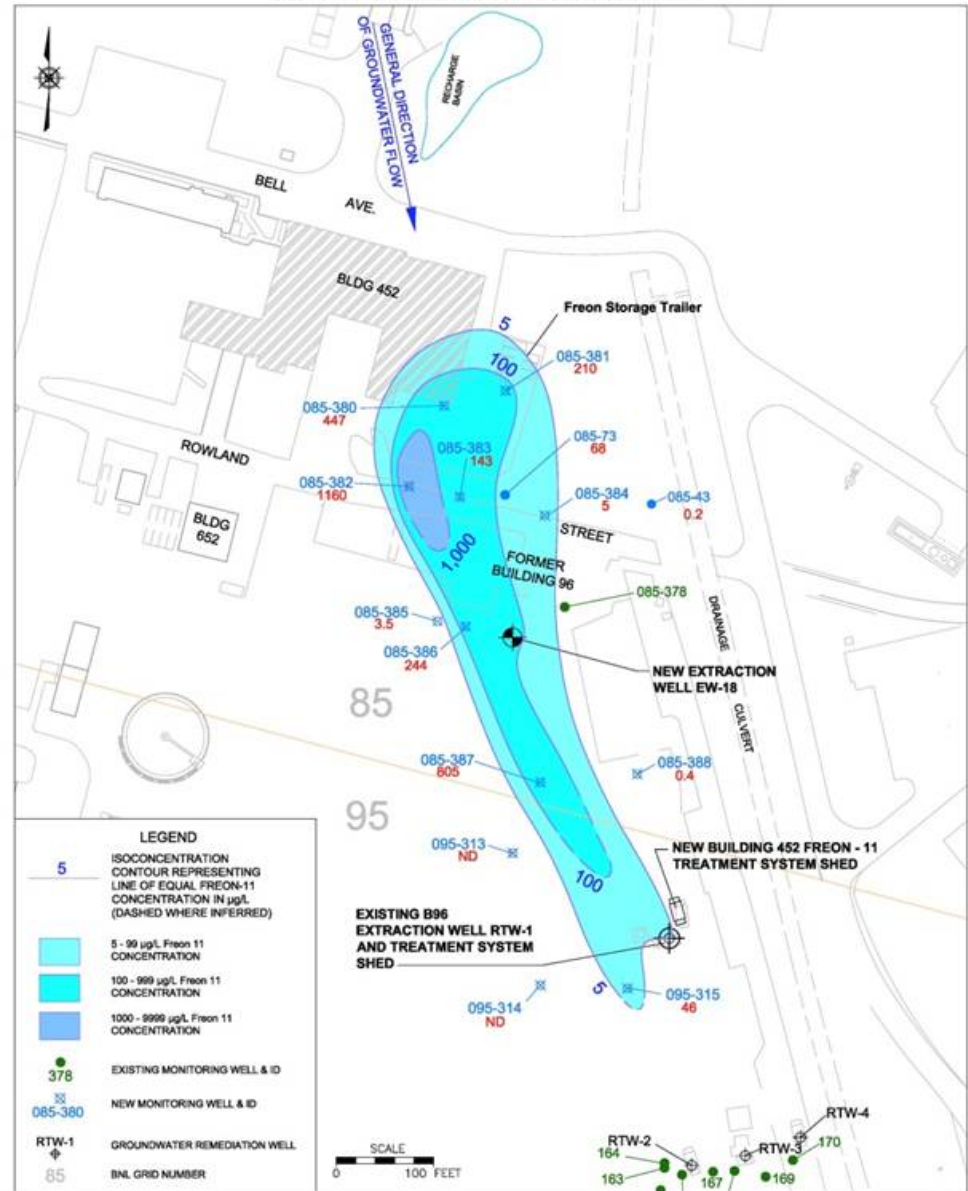 GENERAL DIRECTION
OF GROUNDWATER FLOW
RECHARGE
BASIN
BELL
AVE.
BLDG 452
Freon Storage Trailer
5
100
085-381
210
085-380
447
085-383
143
085-73
68
ROWLAND
085-382
1160
085-384
5
085-43
0.2
STREET
BLDG
652
1,000
FORMER
BUILDING 96
085-378
085-385
3.5
085-386
244
DRAINAGE
CULVERT
NEW EXTRACTION
WELL EW-18
85
085-387
805
085-388
0.4
95
095-313
ND
100
NEW BUILDING 452 FREON - 11
TREATMENT SYSTEM SHED
EXISTING B96
EXTRACTION WELL RTW-1
AND TREATMENT SYSTEM
SHED
095-314
ND
5
095-315
46
LEGEND
5
ISOCONCENTRATION
CONTOUR REPRESENTING
LINE OF EQUAL FREON-11
CONCENTRATION IN µg/L
(DASHED WHERE INFERRED)
5 - 99 µg/L Freon 11
CONCENTRATION
100 - 999 µg/L Freon 11
CONCENTRATION
1000 - 9999 µg/L Freon 11
CONCENTRATION
378
EXISTING MONITORING WELL & ID
085-380
NEW MONITORING WELL & ID
RTW-1
GROUNDWATER REMEDIATION WELL
85
BNL GRID NUMBER
SCALE
0 100 FEET
RTW-4
RTW-2
RTW-3
170
164
163
167
169